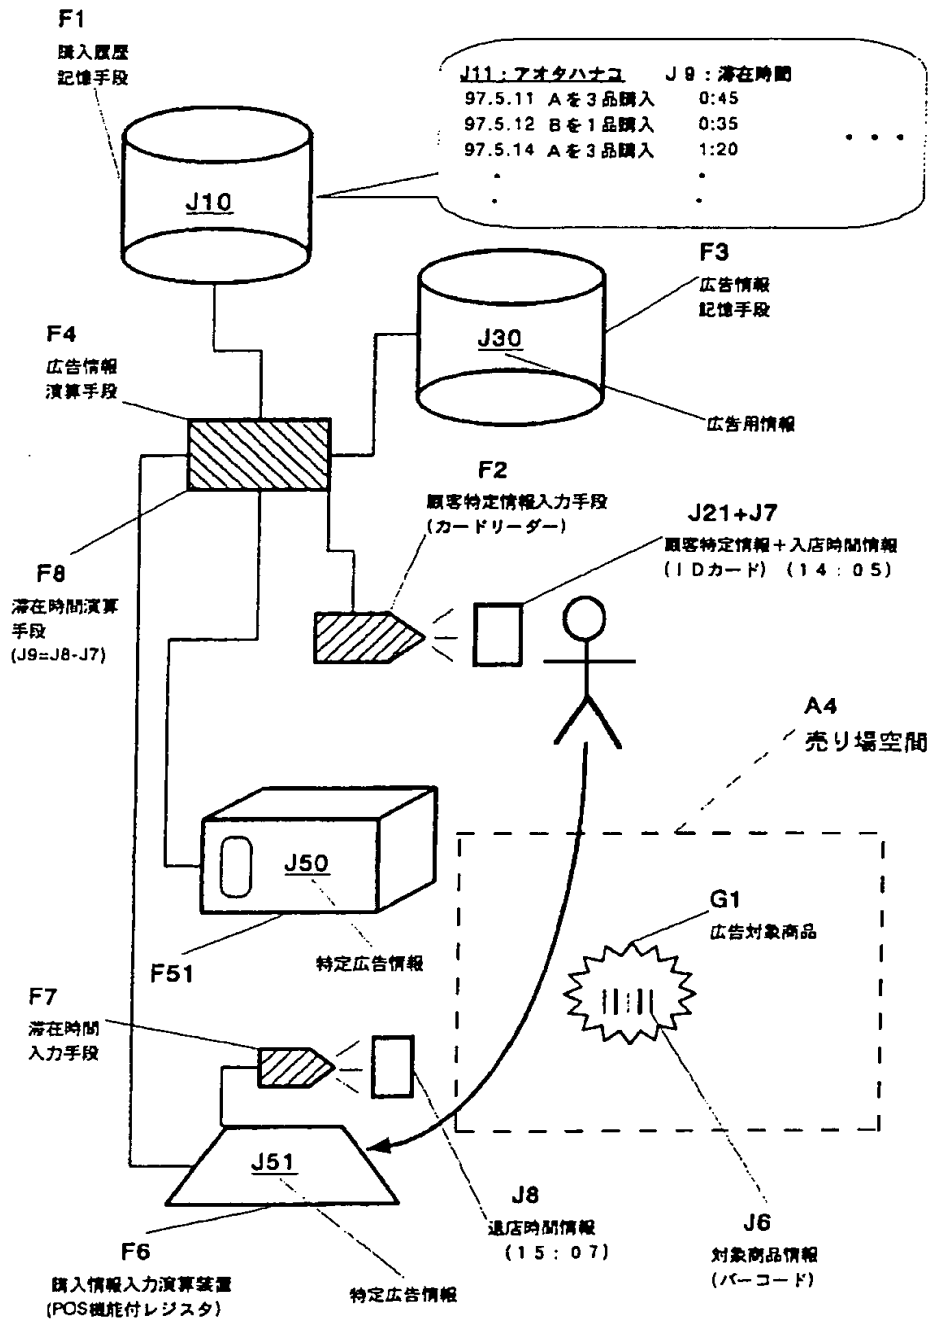 F1
購入履歴
記憶手段
J11：アオタハナコ　J９：滞在時間
97.5.11 Aを3品購入　0:45
97.5.12 Bを1品購入　0:35
97.5.14 Aを3品購入　1:20
・・・
J10
F3
広告情報
記憶手段
J30
広告用情報
F4
広告情報
演算手段
F2
顧客特定情報入力手段
(カードリーダー)
J21+J7
顧客特定情報＋入店時間情報
(ＩＤカード) (１４：０５)
F8
滞在時間演算
手段
(J9=J8-J7)
A4
売り場空間
J50
G1
広告対象商品
F51
特定広告情報
F7
滞在時間
入力手段
J51
J8
退店時間情報
(１５：０７)
J6
対象商品情報
(バーコード)
F6
購入情報入力演算装置
(POS機能付レジスタ)
特定広告情報